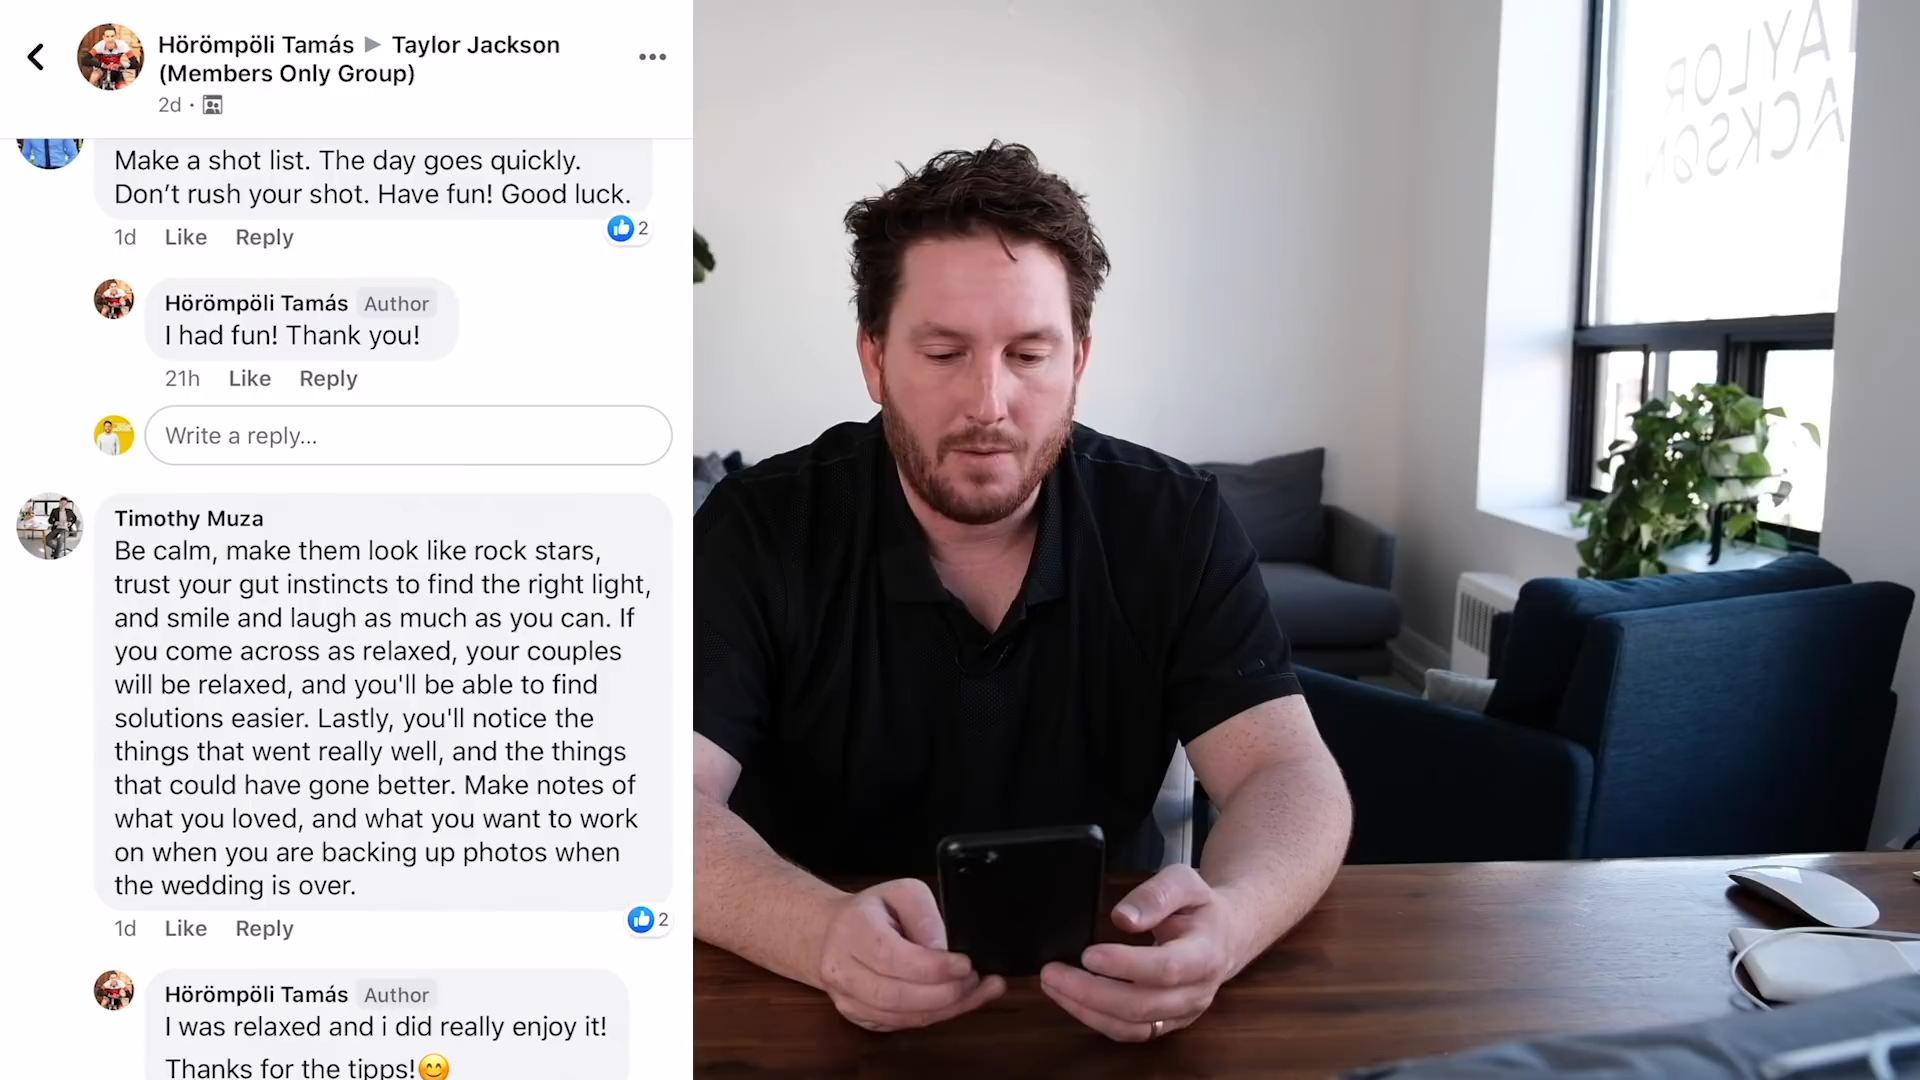 Hörömpöli Tamás ▶ Taylor Jackson
(Members Only Group)
2d ·
Make a shot list. The day goes quickly.
Don’t rush your shot. Have fun! Good luck.
1d Like Reply
2
Hörömpöli Tamás Author
I had fun! Thank you!
21h Like Reply
Write a reply...
Timothy Muza
Be calm, make them look like rock stars,
trust your gut instincts to find the right light,
and smile and laugh as much as you can. If
you come across as relaxed, your couples
will be relaxed, and you'll be able to find
solutions easier. Lastly, you'll notice the
things that went really well, and the things
that could have gone better. Make notes of
what you loved, and what you want to work
on when you are backing up photos when
the wedding is over.
1d Like Reply
2
Hörömpöli Tamás Author
I was relaxed and i did really enjoy it!
Thanks for the tipps!😊
TAYLOR
JACKSON